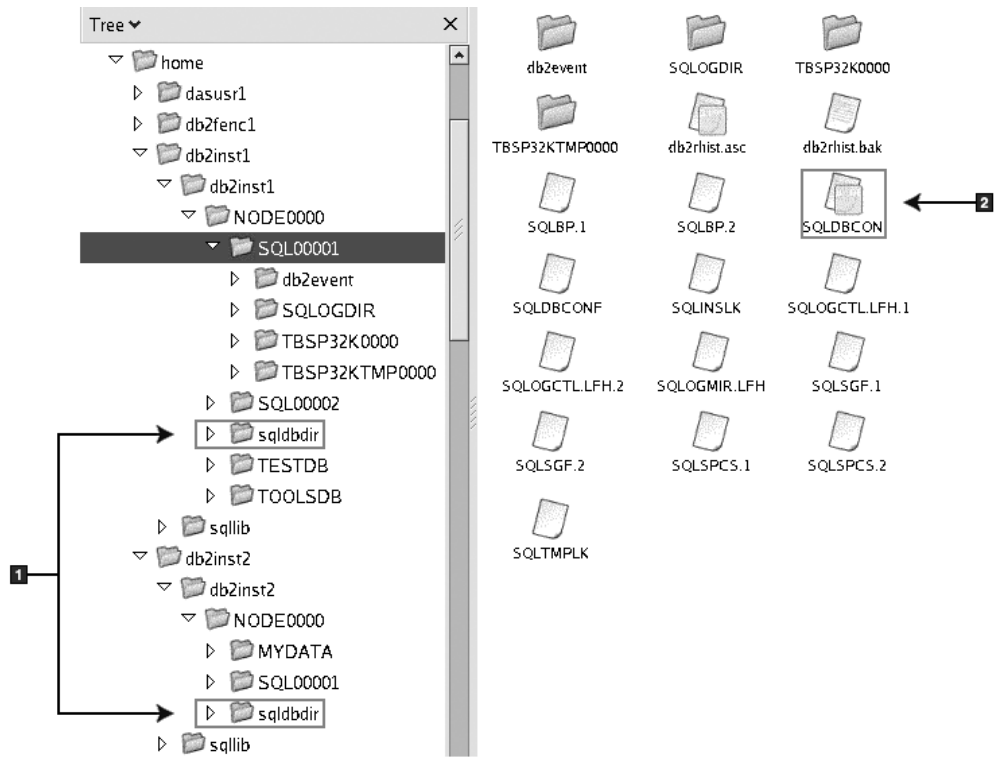 Tree
home
dasusr1
db2fenc1
db2inst1
db2inst1
NODE0000
SQL00001
db2event
SQLOGDIR
TBSP32K0000
TBSP32KTMP0000
SQL00002
sqldbdir
TESTDB
TOOLSDB
sqllib
db2inst2
db2inst2
NODE0000
MYDATA
SQL00001
sqldbdir
sqllib
1
db2event SQLOGDIR TBSP32K0000
TBSP32KTMP0000 db2rhist.asc db2rhist.bak
SQLBP.1 SQLBP.2 SQLDBCON
2
SQLDBCONF SQLINSLK SQLOGCTL.LFH.1
SQLOGCTL.LFH.2 SQLOGMIR.LFH SQLSGF.1
SQLSGF.2 SQLSPCS.1 SQLSPCS.2
SQLTMPLK